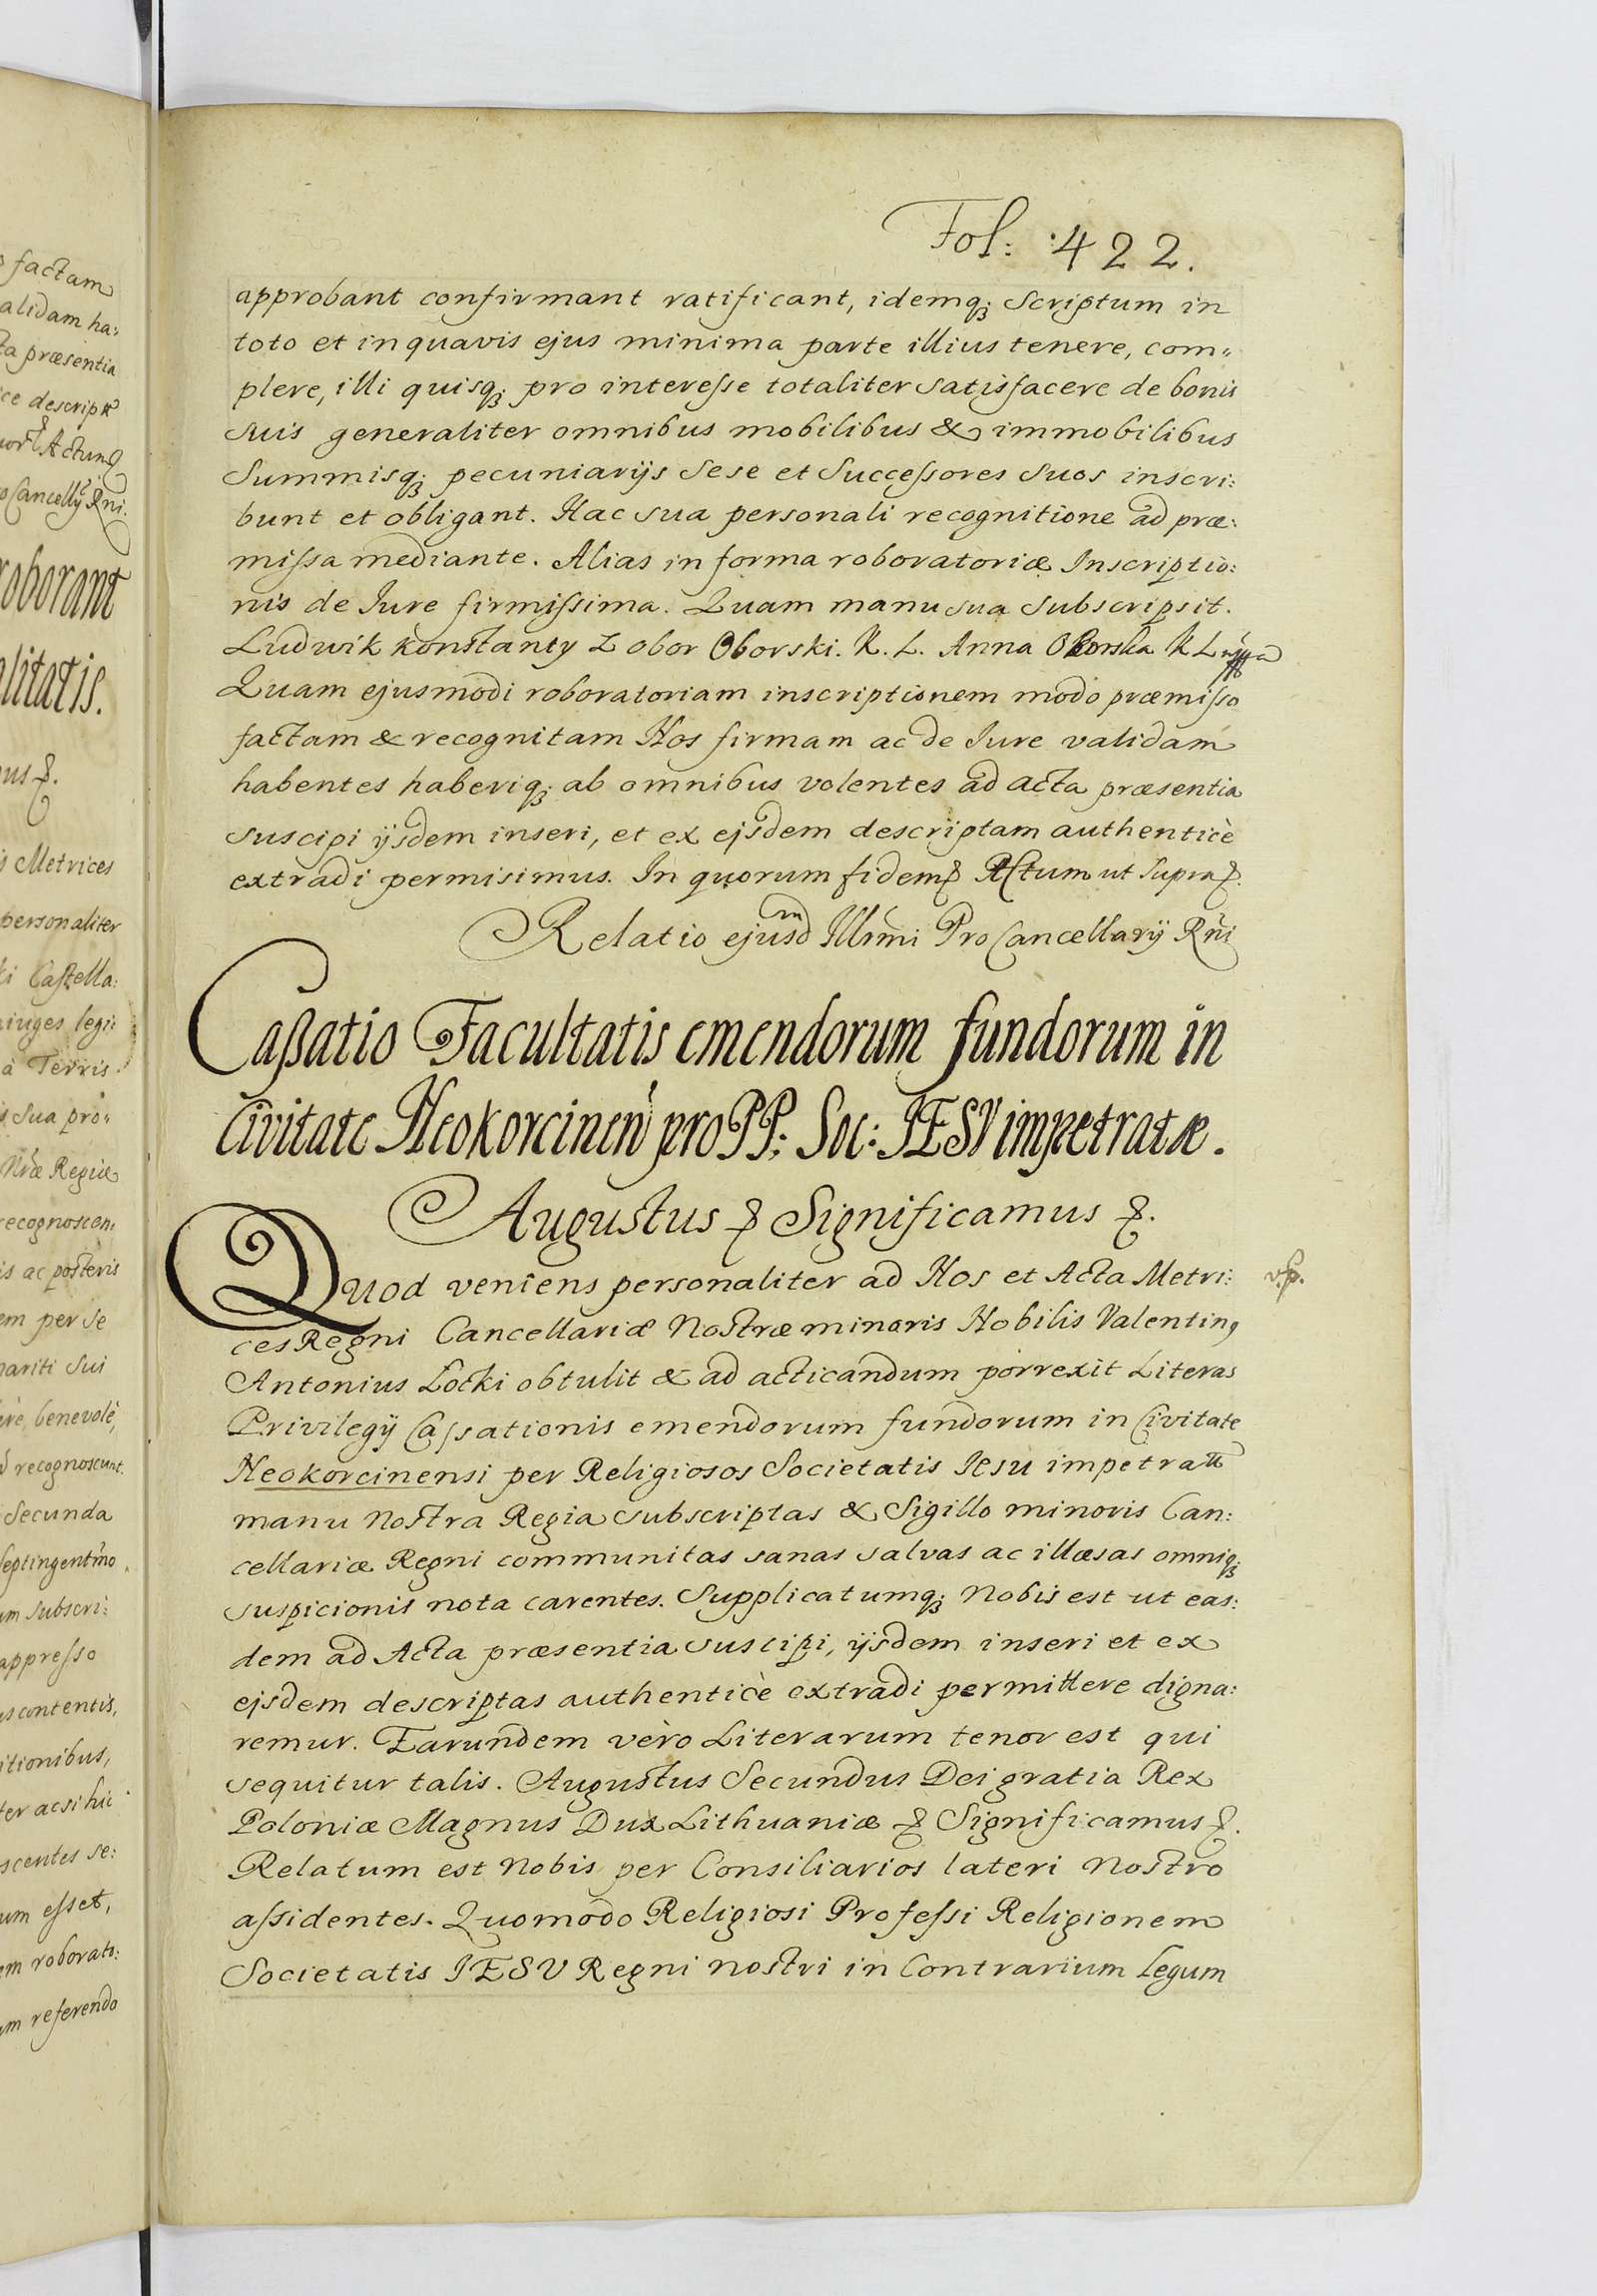 Fol: 422.
approbant confirmant ratificant, idemq; Scriptum in
toto et in quavis ejus minima parte illius tenere, com„
plere, illi quisq; pro interesse totaliter satisfacere de bonis
suis generaliter omnibus mobilibus & immobilibus
Summisq; pecuniarijs Sese et Successores Suos inscri:
bunt et obligant. Hac sua personali recognitione ad præ:
missa mediante. Alias in forma roboratoriæ Inscriptio:
nis de Iure firmissima. Quam manu sua Subscripsit.
Ludwik konstanty Z obor Oborski. K. L. Anna Oborska K L
Quam ejusmodi roboratoriam inscriptionem modo præmisso
factam & recognitam Nos firmam ac de Iure validam
habentes haberiq; ab omnibus volentes ad acta præsentia
suscipi ijsdem inseri, et ex ejsdem descriptam authenticè
extradi permisimus. In quorum fidem & Actum ut Supra &.
Relatio ejusdm Illrmi ProCancellarij Rni
Cassatio Facultatis emendorum fundorum in
Civitate Neokorcinen pro PP: Soc: IESV impetratæ.
Augustus & Significamus &.
Quod veniens personaliter ad Nos et Acta Metri:
ces Regni Cancellariæ Nostræ minoris Nobilis Valentinq
Antonius Łocki obtulit & ad acticandum porrexit Literas
Privilegij Cassationis emendorum fundorum in Civitate
Neokorcinensi per Religiosos Societatis Iesu impetratt
manu Nostra Regia subscriptas & Sigillo minoris Can:
cellariæ Regni communitas sanas salvas ac illæsas omniq;
suspicionis nota carentes. Supplicatumq; Nobis est ut eas:
dem ad Acta præsentia suscipi, ijsdem inseri et ex
ejsdem descriptas authenticè extradi permittere digna:
remur. Earundem vèro Literarum tenor est qui
sequitur talis. Augustus Secundus Dei gratia Rex
Poloniæ Magnus Dux Lithuaniæ & Significamus &.
Relatum est Nobis per Consiliarios lateri Nostro
assidentes. Quomodo Religiosi Professi Religionem
Societatis IESV Regni nostri in Contrarium Legum